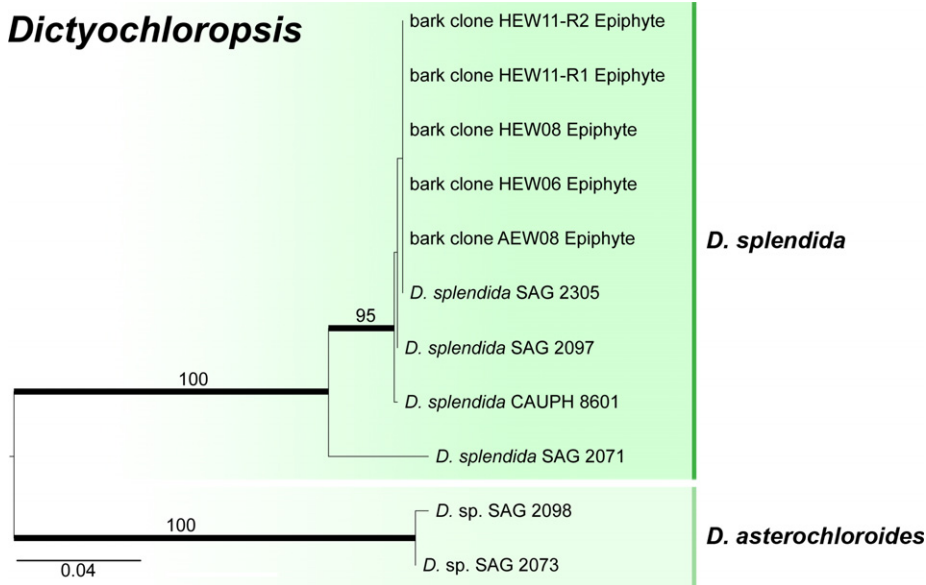 Dictyochloropsis
bark clone HEW11-R2 Epiphyte
bark clone HEW11-R1 Epiphyte
bark clone HEW08 Epiphyte
bark clone HEW06 Epiphyte
bark clone AEW08 Epiphyte
D. splendida
D. splendida SAG 2305
95
D. splendida SAG 2097
100
D. splendida CAUPH 8601
D. splendida SAG 2071
D. sp. SAG 2098
100
D. asterochloroides
D. sp. SAG 2073
0.04